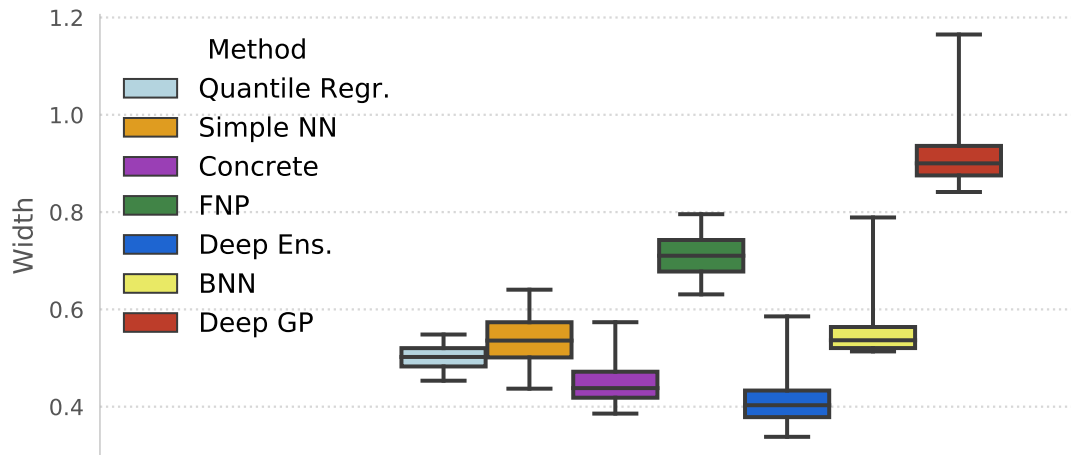 1.2
Method
Quantile Regr.
1.0
Simple NN
Concrete
FNP
0.8
Width
Deep Ens.
BNN
0.6
Deep GP
0.4